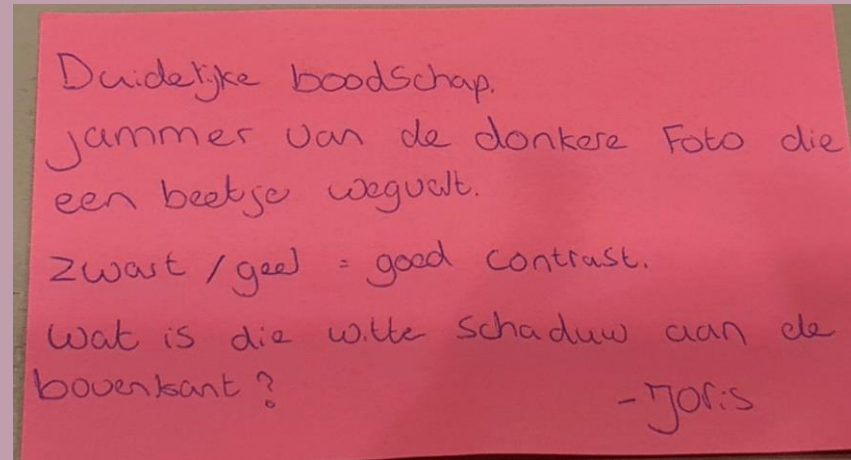 Duidelijke boodschap.
jammer van de donkere Foto die
een beetje wegvalt.
zwart / geel = goed contrast.
wat is die witte schaduw aan de
bovenkant?
- Joris